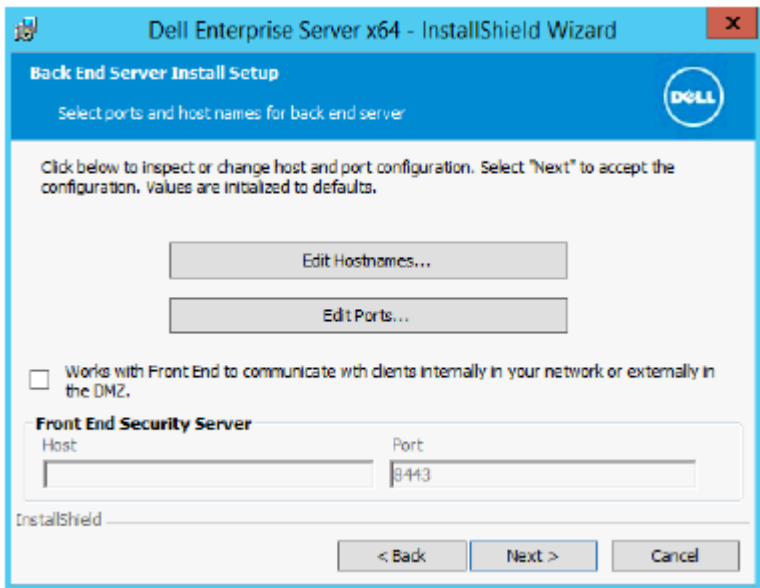 Dell Enterprise Server x64 - InstallShield Wizard
x
Back End Server Install Setup
Select ports and host names for back end server
DELL
Click below to inspect or change host and port configuration. Select "Next" to accept the
configuration. Values are initialized to defaults.
Edit Hostnames...
Edit Ports...
Works with Front End to communicate wth clients internally in your network or externally in
the DMZ.
Front End Security Server
Host
Port
8443
InstallShield
< Back
Next >
Cancel